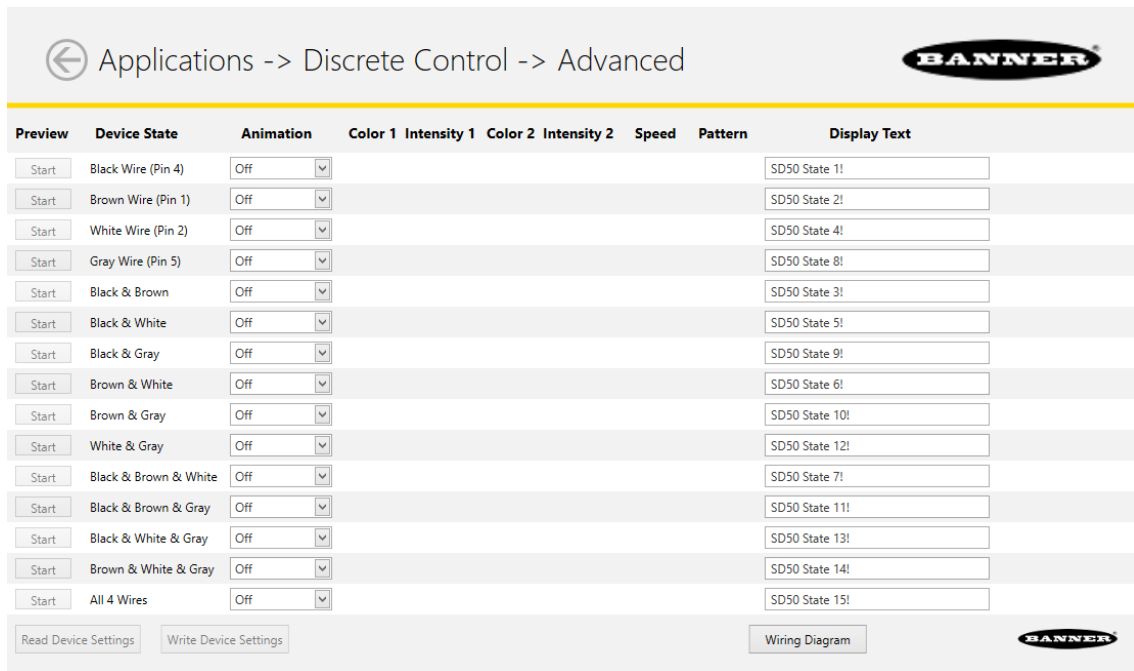 Applications -> Discrete Control -> Advanced BANNER®
Preview Device State Animation Color 1 Intensity 1 Color 2 Intensity 2 Speed Pattern Display Text
Start Black Wire (Pin 4) Off SD50 State 1!
Start Brown Wire (Pin 1) Off SD50 State 2!
Start White Wire (Pin 2) Off SD50 State 4!
Start Gray Wire (Pin 5) Off SD50 State 8!
Start Black & Brown Off SD50 State 3!
Start Black & White Off SD50 State 5!
Start Black & Gray Off SD50 State 9!
Start Brown & White Off SD50 State 6!
Start Brown & Gray Off SD50 State 10!
Start White & Gray Off SD50 State 12!
Start Black & Brown & White Off SD50 State 7!
Start Black & Brown & Gray Off SD50 State 11!
Start Black & White & Gray Off SD50 State 13!
Start Brown & White & Gray Off SD50 State 14!
Start All 4 Wires Off SD50 State 15!
Read Device Settings Write Device Settings Wiring Diagram BANNER